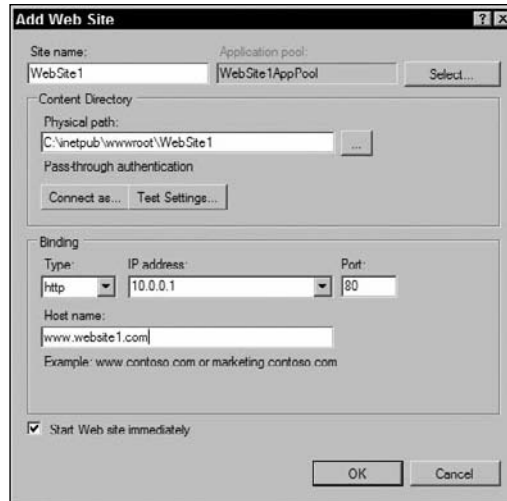 Add Web Site
? X
Site name:
Application pool:
WebSite1
WebSite1AppPool
Select...
Content Directory
Physical path:
C:\inetpub\wwwroot\WebSite1
...
Pass-through authentication
Connect as...
Test Settings...
Binding
Type:
IP address:
Port:
http
10.0.0.1
80
Host name:
www.website1.com
Example: www.contoso.com or marketing.contoso.com
Start Web site immediately
OK
Cancel